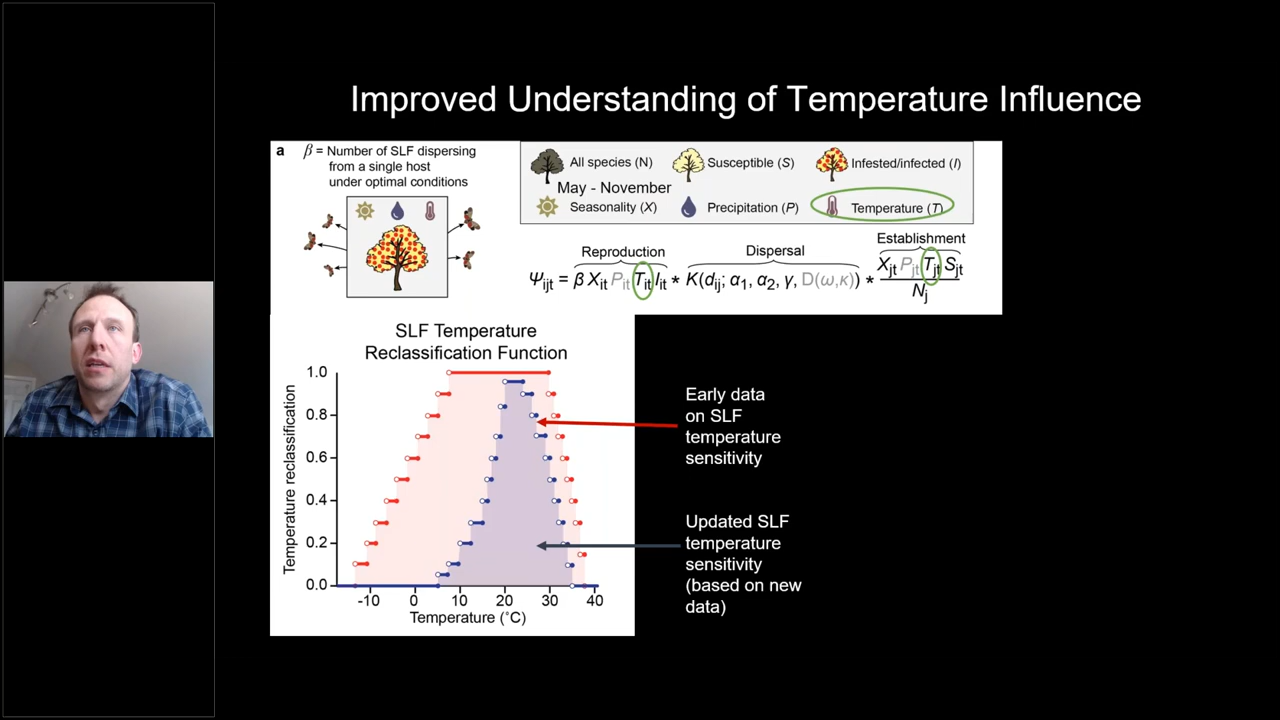 Improved Understanding of Temperature Influence
a
β = Number of SLF dispersing
from a single host
under optimal conditions
All species (N)
Susceptible (S)
Infested/infected (I)
May - November
Seasonality (X)
Precipitation (P)
Temperature (T)
Reproduction
Dispersal
Establishment
Ψijt = β Xit Pit Tit Iit * K(dij; α1, α2, γ, D(ω,κ)) * Xjt Pjt Tjt Sjt
Nj
SLF Temperature
Reclassification Function
Temperature reclassification
1.0
0.8
0.6
0.4
0.2
0.0
-10 0 10 20 30 40
Temperature (˚C)
Early data
on SLF
temperature
sensitivity
Updated SLF
temperature
sensitivity
(based on new
data)